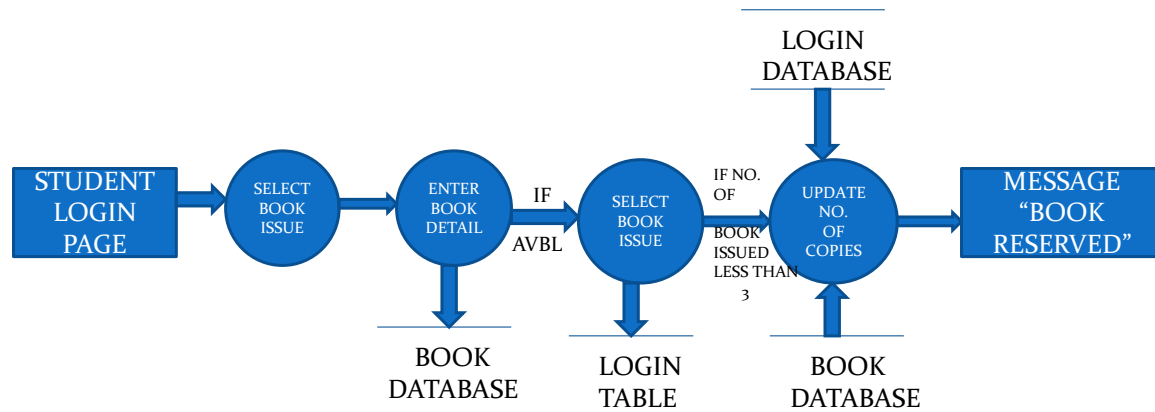 LOGIN
DATABASE
STUDENT
LOGIN
PAGE
SELECT
BOOK
ISSUE
ENTER
BOOK
DETAIL
IF
AVBL
SELECT
BOOK
ISSUE
IF NO.
OF
BOOK
ISSUED
LESS THAN
3
UPDATE
NO.
OF
COPIES
MESSAGE
“BOOK
RESERVED”
BOOK
DATABASE
LOGIN
TABLE
BOOK
DATABASE